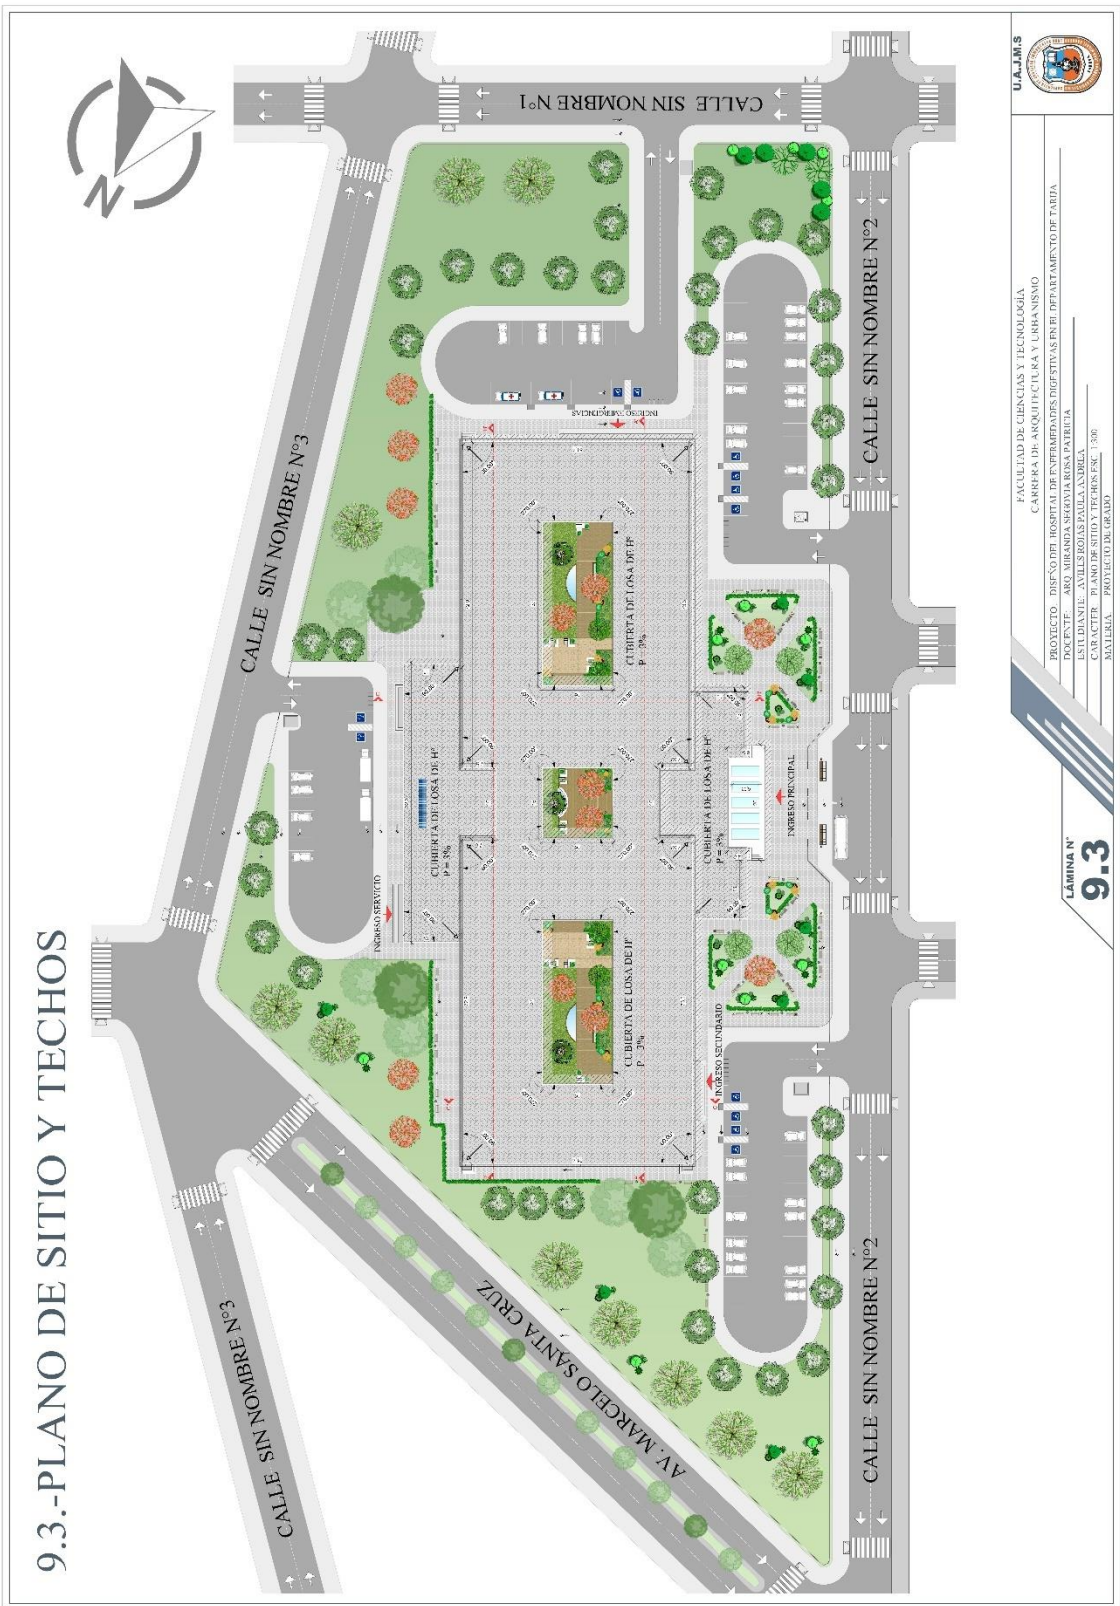 9.3.-PLANO DE SITIO Y TECHOS
N
CALLE SIN NOMBRE N°3
AV. MARCELO SANTA CRUZ
CALLE SIN NOMBRE N°3
CALLE SIN NOMBRE N°1
CALLE SIN NOMBRE N°2
CALLE SIN NOMBRE N°2
INGRESO SERVICIO
CUBIERTA DE LOSA DE H°
P = 3%
CUBIERTA DE LOSA DE H°
P = 3%
CUBIERTA DE LOSA DE H°
P = 3%
CUBIERTA DE LOSA DE H°
P = 3%
INGRESO EMERGENCIAS
INGRESO SECUNDARIO
INGRESO PRINCIPAL
LÁMINA N°
9.3
FACULTAD DE CIENCIAS Y TECNOLOGÍA
CARRERA DE ARQUITECTURA Y URBANISMO
PROYECTO: DISEÑO DEL HOSPITAL DE ENFERMEDADES DIGESTIVAS EN EL DEPARTAMENTO DE TARIJA
DOCENTE: ARQ. MIRANDA SEGOVIA ROSA PATRICIA
ESTUDIANTE: AVILES ROJAS PAULA ANDREA
CARÁCTER: PLANO DE SITIO Y TECHOS ESC. 1:300
MATERIA: PROYECTO DE GRADO
U.A.J.M.S